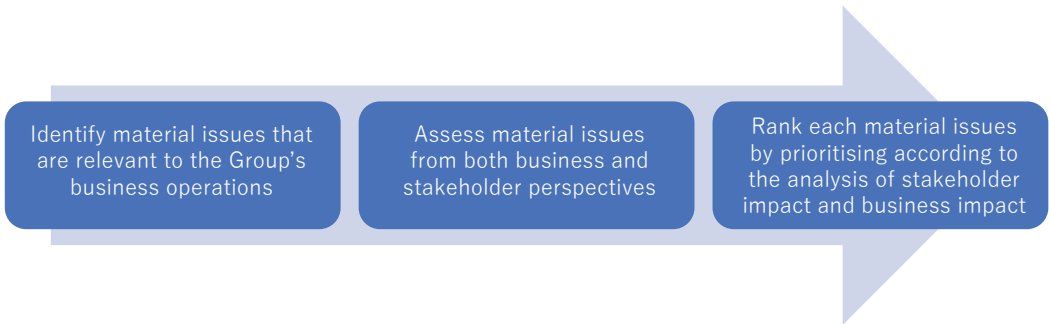 Identify material issues that
are relevant to the Group's
business operations
Assess material issues
from both business and
stakeholder perspectives
Rank each material issues
by prioritising according to
the analysis of stakeholder
impact and business impact